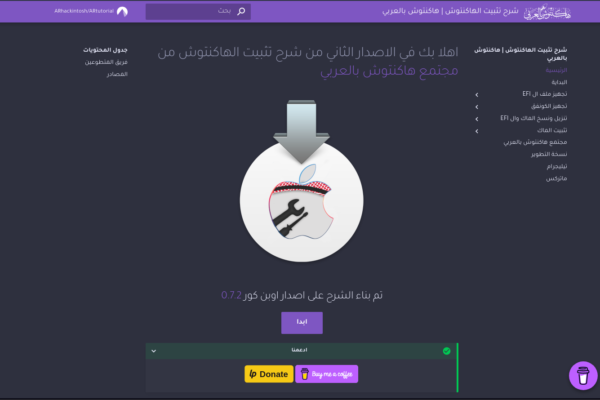 شرح تثبيت الهاكنتوش | هاكنتوش بالعربي
بحث
ARhackintosh/ARtutorial
شرح تثبيت الهاكنتوش | هاكنتوش
بالعربي
الرئيسية
البداية
تجهيز ملف ال EFI
تجهيز الكونفق
تنزيل ونسخ الماك وال EFI
تثبيت الماك
مجتمع هاكنتوش بالعربي
نسخة التطوير
تيليجرام
ماتركس
اهلا بك في الاصدار الثاني من شرح تثبيت الهاكنتوش من
مجتمع هاكنتوش بالعربي
تم بناء الشرح على اصدار اوبن كور 0.7.2
ابدا
ادعمنا
Donate
Buy me a coffee
جدول المحتويات
فريق المتطوعين
المصادر